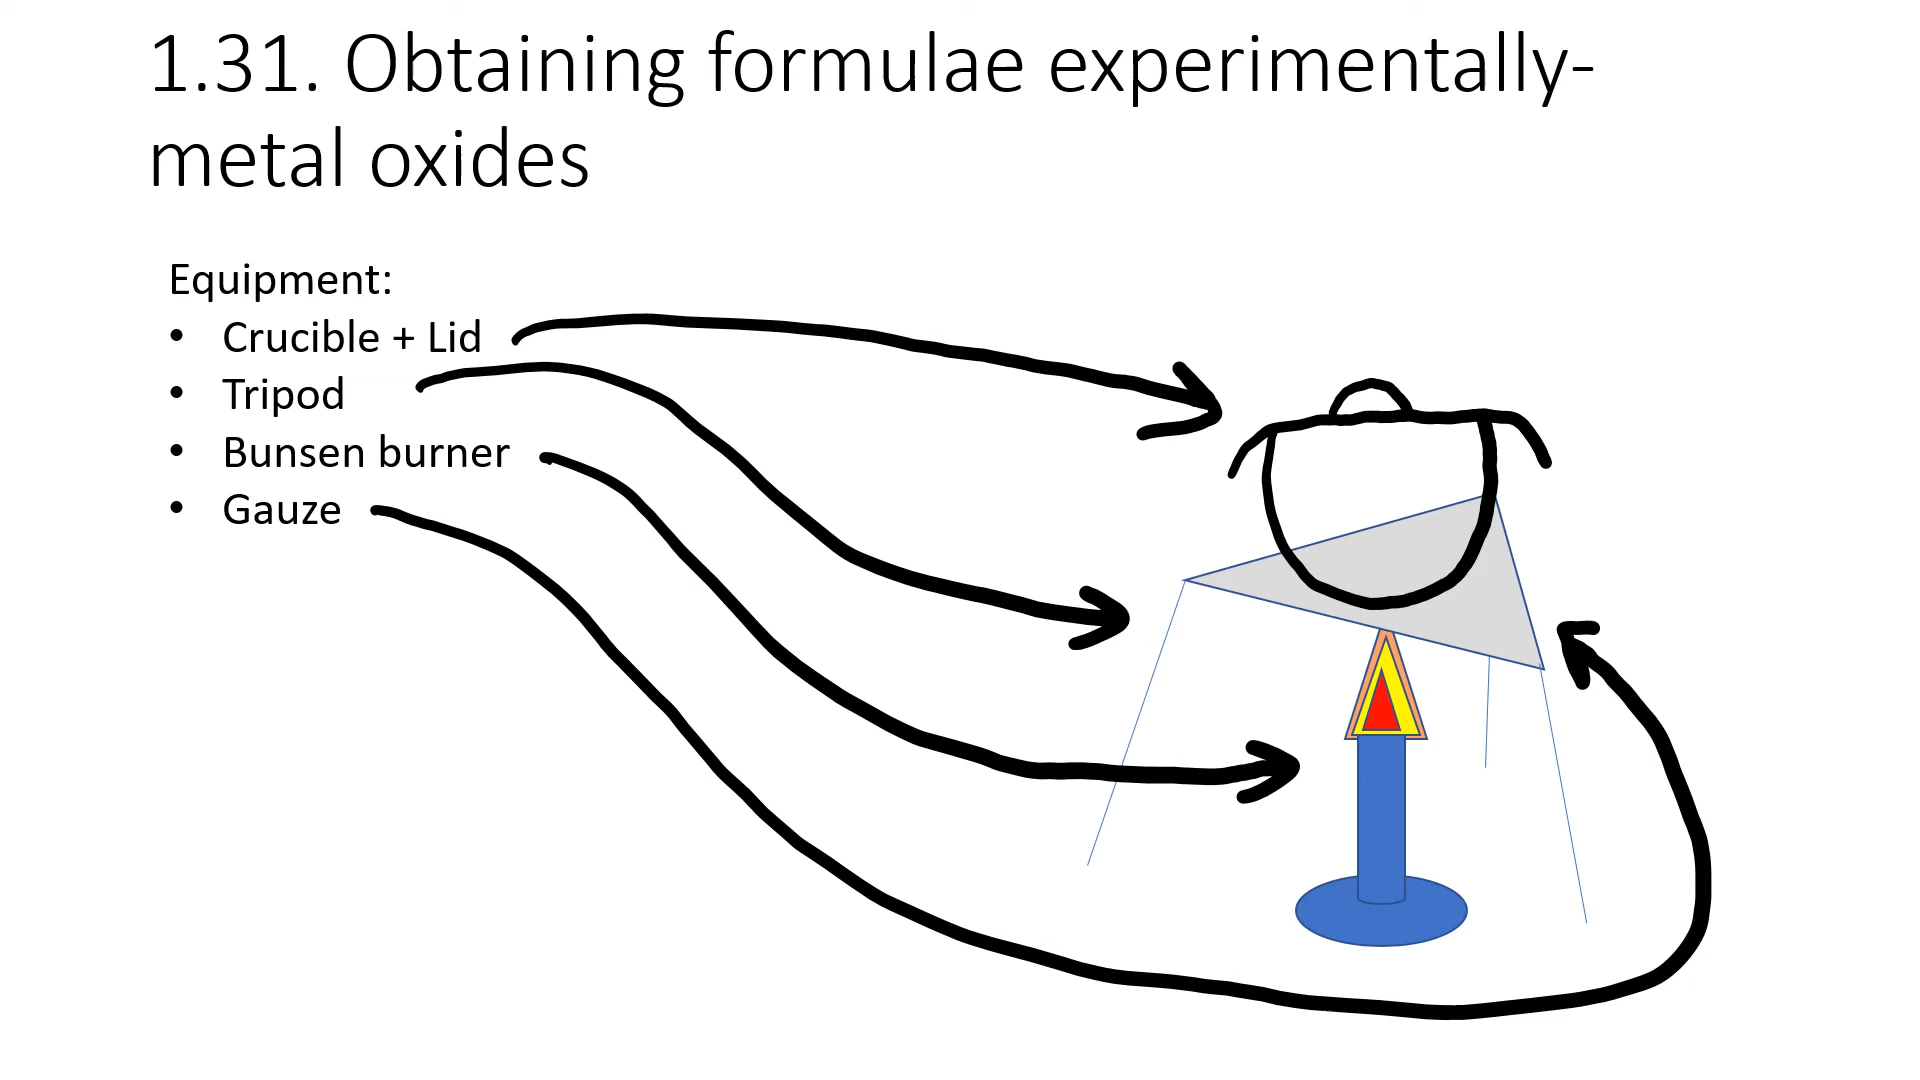 1.31. Obtaining formulae experimentally-
metal oxides
Equipment:
• Crucible + Lid
• Tripod
• Bunsen burner
• Gauze